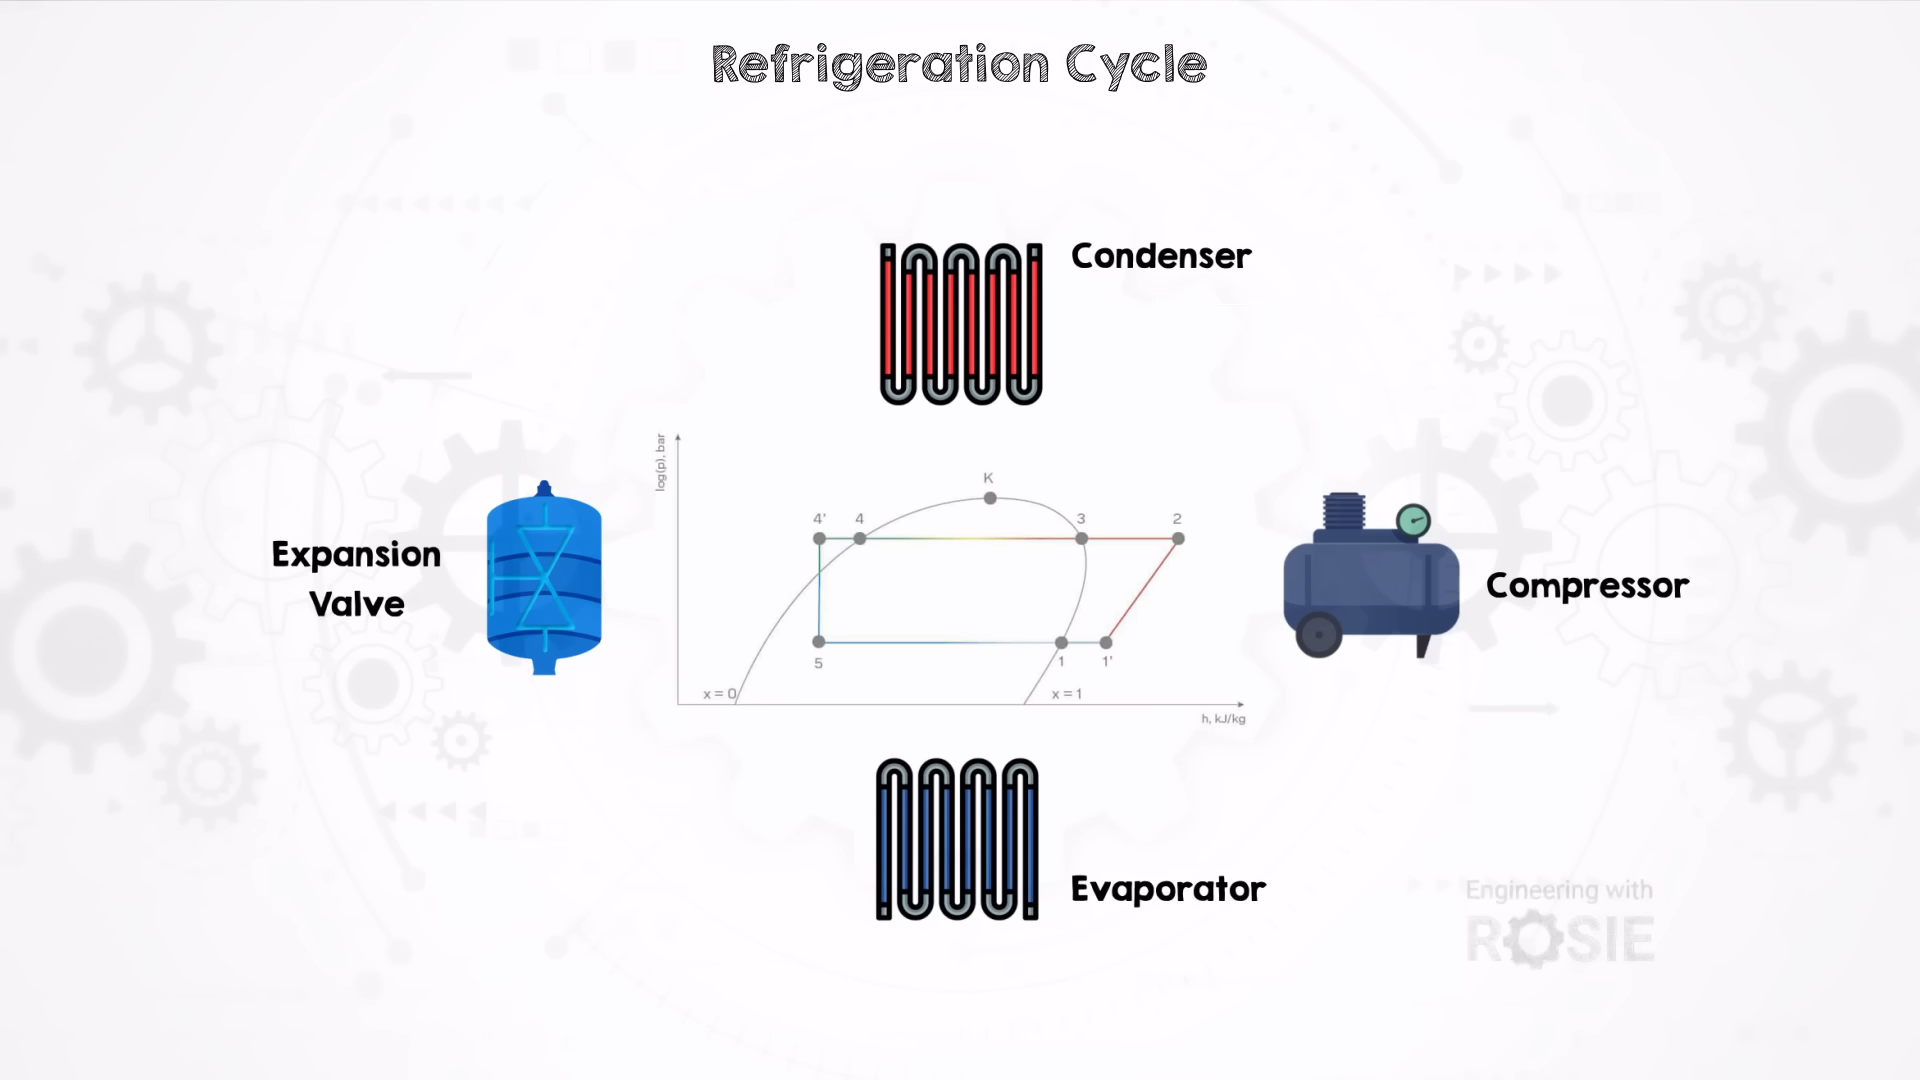 Refrigeration Cycle
Condenser
log(p), bar
K
4' 4 3 2
Expansion
Valve
Compressor
5 1 1'
x = 0 x = 1
h, kJ/kg
Evaporator
Engineering with
ROSIE